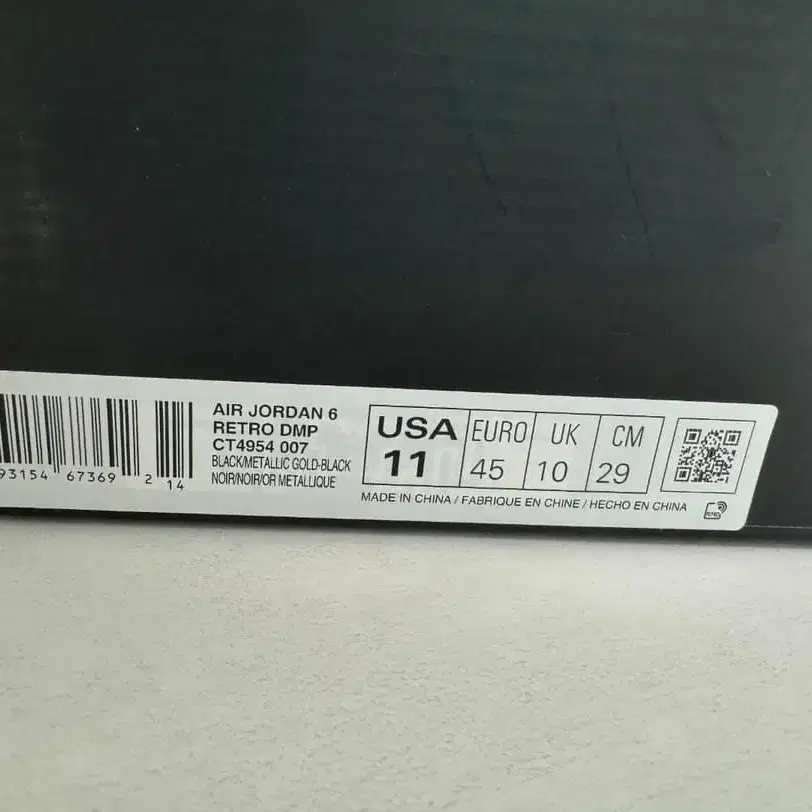 AIR JORDAN 6
RETRO DMP
CT4954 007
BLACK/METALLIC GOLD-BLACK
NOIR/NOIR/OR METALLIQUE
93154 67369 2 14
USA EURO UK CM
11 45 10 29
MADE IN CHINA / FABRIQUE EN CHINE / HECHO EN CHINA